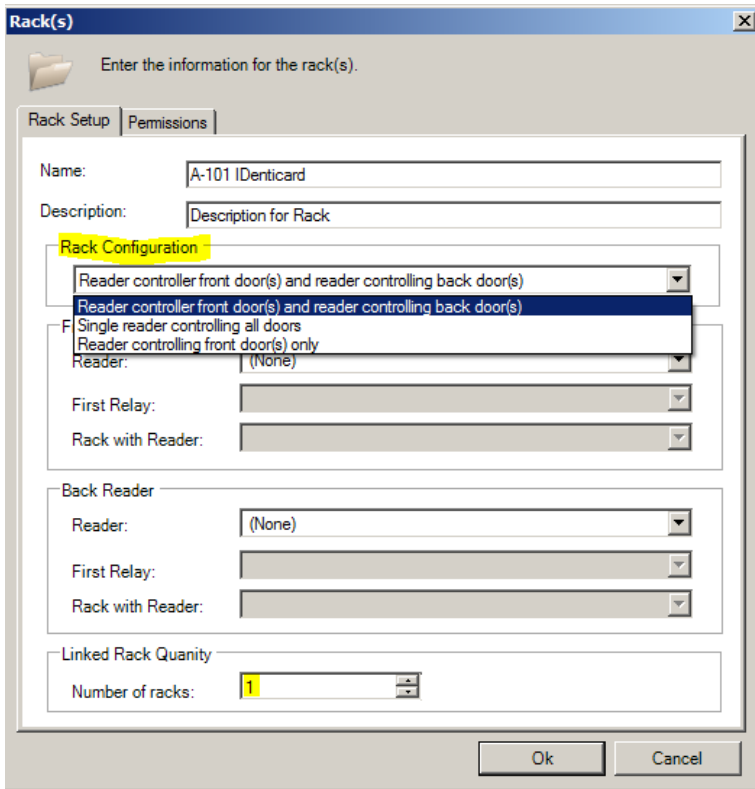 Rack(s)
Enter the information for the rack(s).
Rack Setup
Permissions
Name:
A-101 IDenticard
Description:
Description for Rack
Rack Configuration
Reader controller front door(s) and reader controlling back door(s)
Reader controller front door(s) and reader controlling back door(s)
Single reader controlling all doors
Reader controlling front door(s) only
Reader:
(None)
First Relay:
Rack with Reader:
Back Reader
Reader:
(None)
First Relay:
Rack with Reader:
Linked Rack Quanity
Number of racks:
1
Ok
Cancel